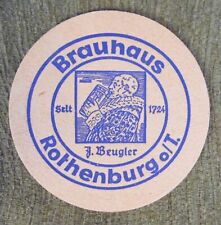 Brauhaus
Seit 1724
J. Beugler
Rothenburg o/T.